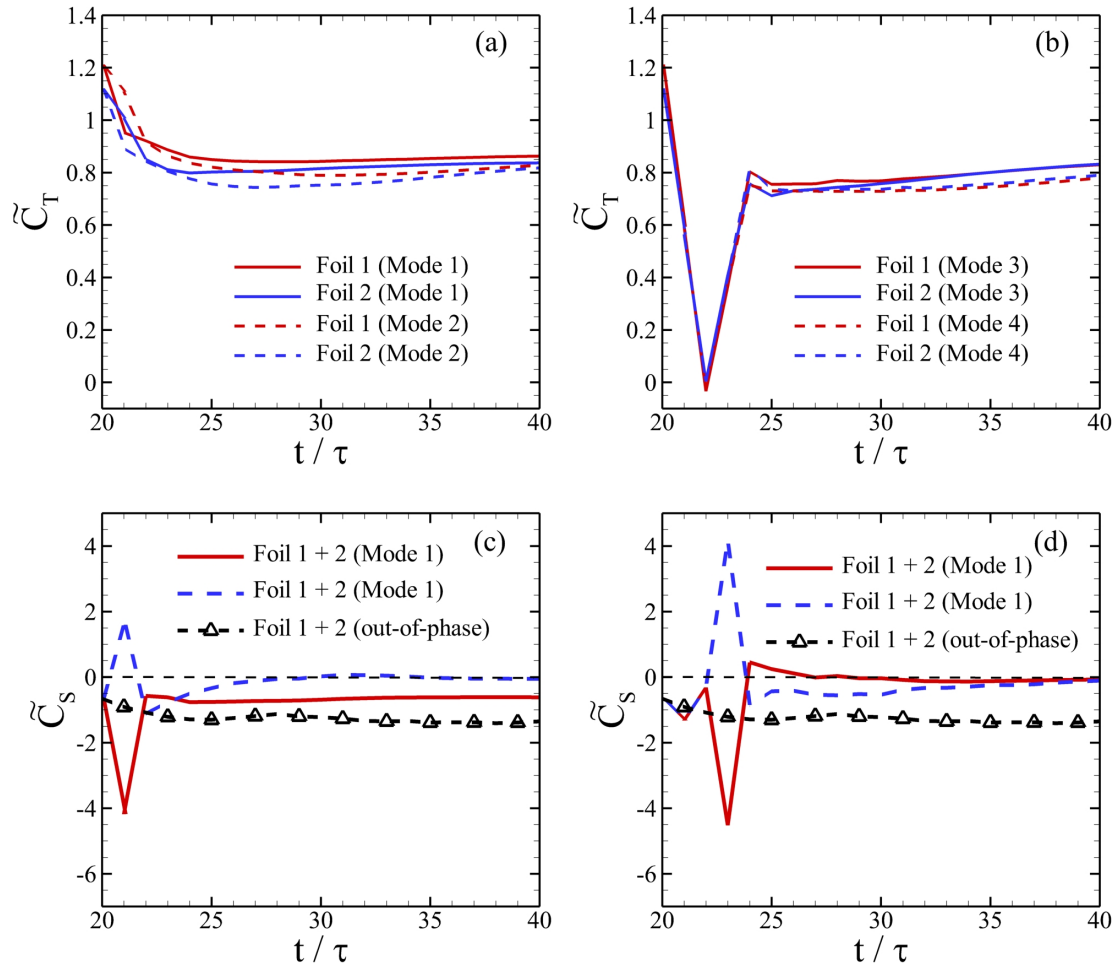 (a)
1.4
1.2
1
0.8
0.6
0.4
0.2
0
C̃_T
Foil 1 (Mode 1)
Foil 2 (Mode 1)
Foil 1 (Mode 2)
Foil 2 (Mode 2)
20 25 30 35 40
t / τ
(b)
1.4
1.2
1
0.8
0.6
0.4
0.2
0
C̃_T
Foil 1 (Mode 3)
Foil 2 (Mode 3)
Foil 1 (Mode 4)
Foil 2 (Mode 4)
20 25 30 35 40
t / τ
(c)
4
2
0
-2
-4
-6
C̃_S
Foil 1 + 2 (Mode 1)
Foil 1 + 2 (Mode 1)
Foil 1 + 2 (out-of-phase)
20 25 30 35 40
t / τ
(d)
4
2
0
-2
-4
-6
C̃_S
Foil 1 + 2 (Mode 1)
Foil 1 + 2 (Mode 1)
Foil 1 + 2 (out-of-phase)
20 25 30 35 40
t / τ